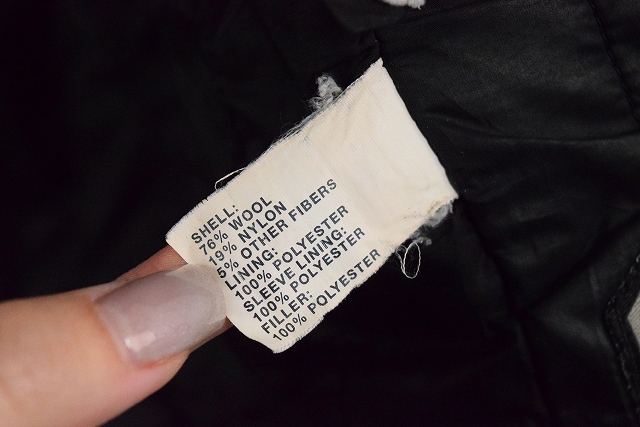 SHELL:
76% WOOL
19% NYLON
5% OTHER FIBERS
LINING:
100% POLYESTER
SLEEVE LINING:
100% POLYESTER
FILLER:
100% POLYESTER